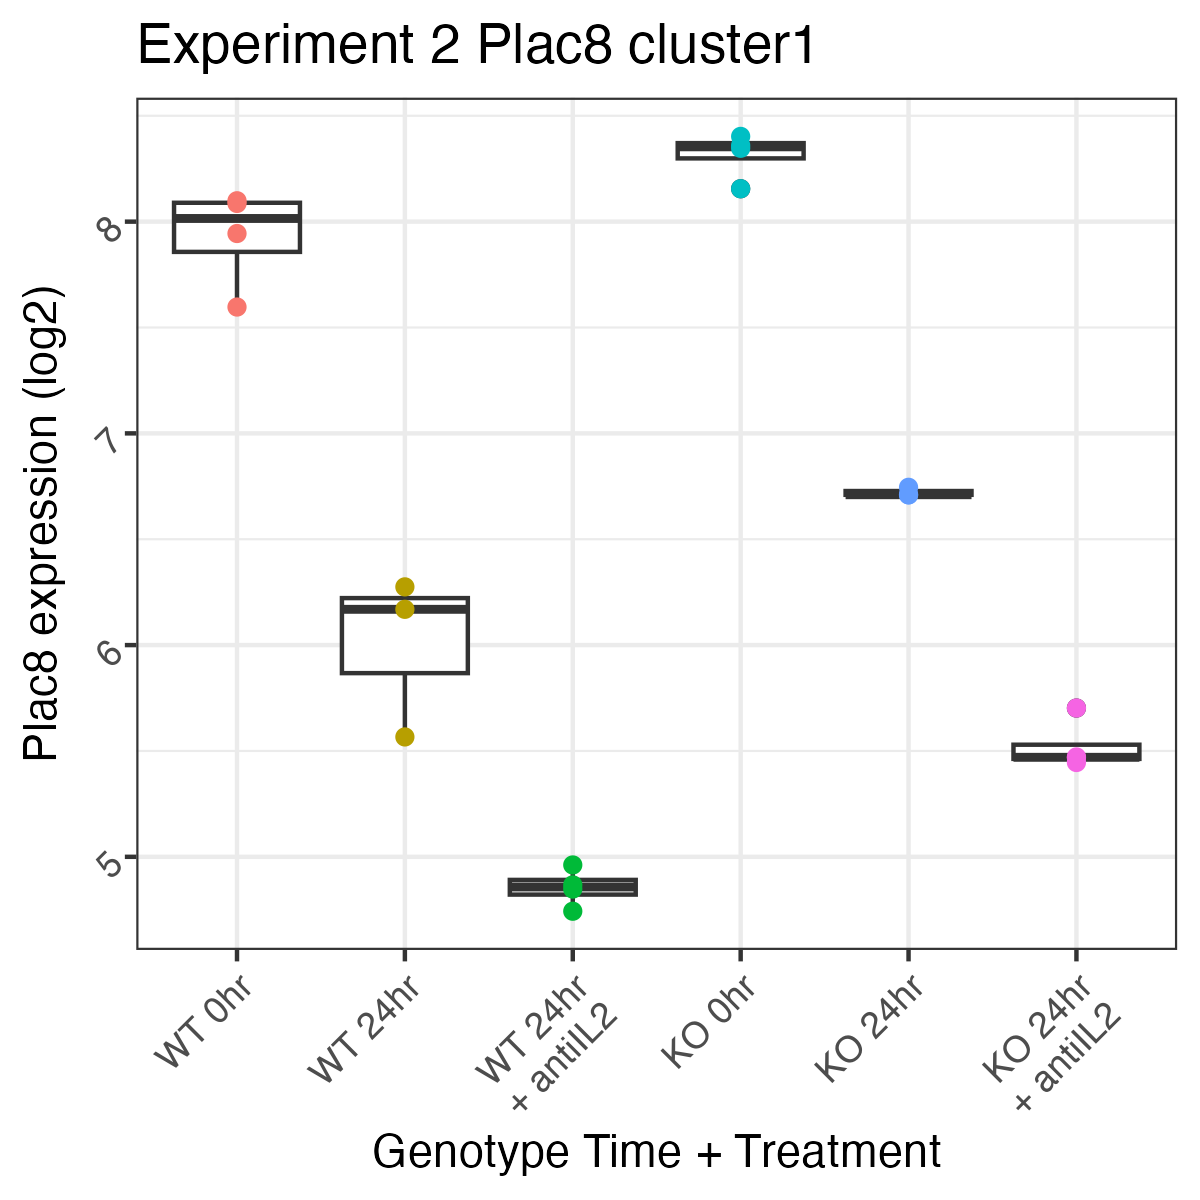 Experiment 2 Plac8 cluster1
Plac8 expression (log2)
8
7
6
5
WT 0hr
WT 24hr
WT 24hr
+ antiIL2
KO 0hr
KO 24hr
KO 24hr
+ antiIL2
Genotype Time + Treatment